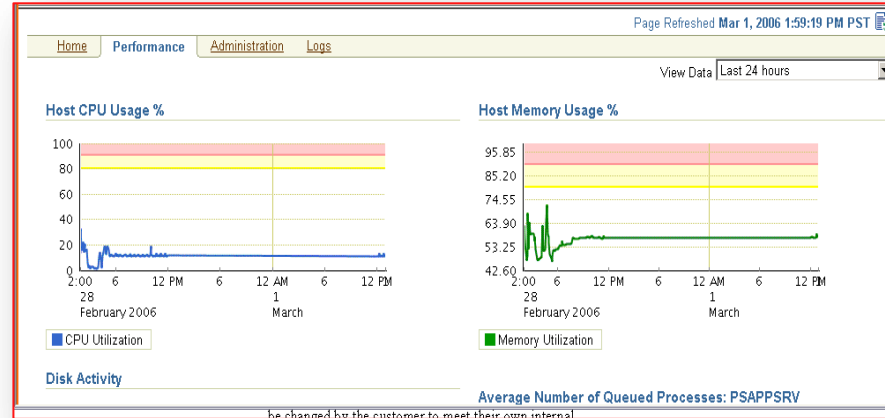 Page Refreshed Mar 1, 2006 1:59:19 PM PST
Home Performance Administration Logs
View Data Last 24 hours
Host CPU Usage %
100
80
60
40
20
0
2:00 6 12 PM 6 12 AM 6 12 PM
28 1
February 2006 March
CPU Utilization
Host Memory Usage %
95.85
85.20
74.55
63.90
53.25
42.60
2:00 6 12 PM 6 12 AM 6 12 PM
28 1
February 2006 March
Memory Utilization
Disk Activity
Average Number of Queued Processes: PSAPPSRV
be changed by the customer to meet their own internal